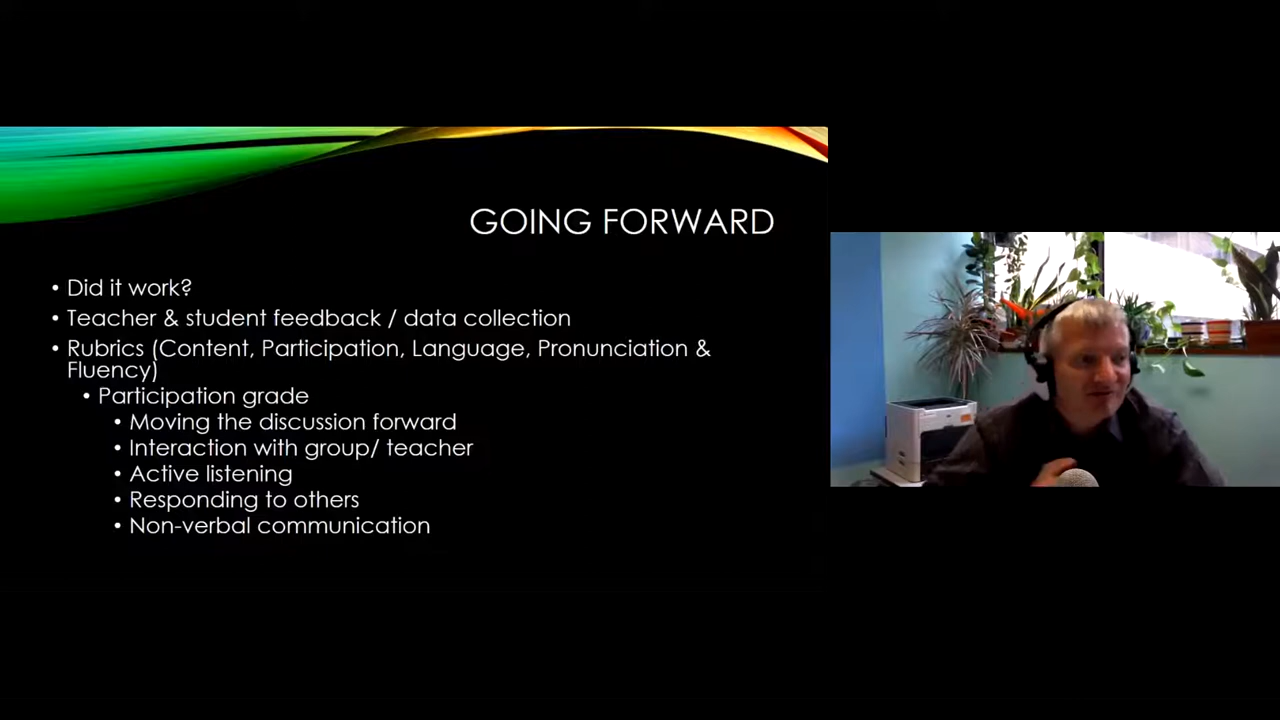 GOING FORWARD
• Did it work?
• Teacher & student feedback / data collection
• Rubrics (Content, Participation, Language, Pronunciation &
Fluency)
• Participation grade
• Moving the discussion forward
• Interaction with group/ teacher
• Active listening
• Responding to others
• Non-verbal communication